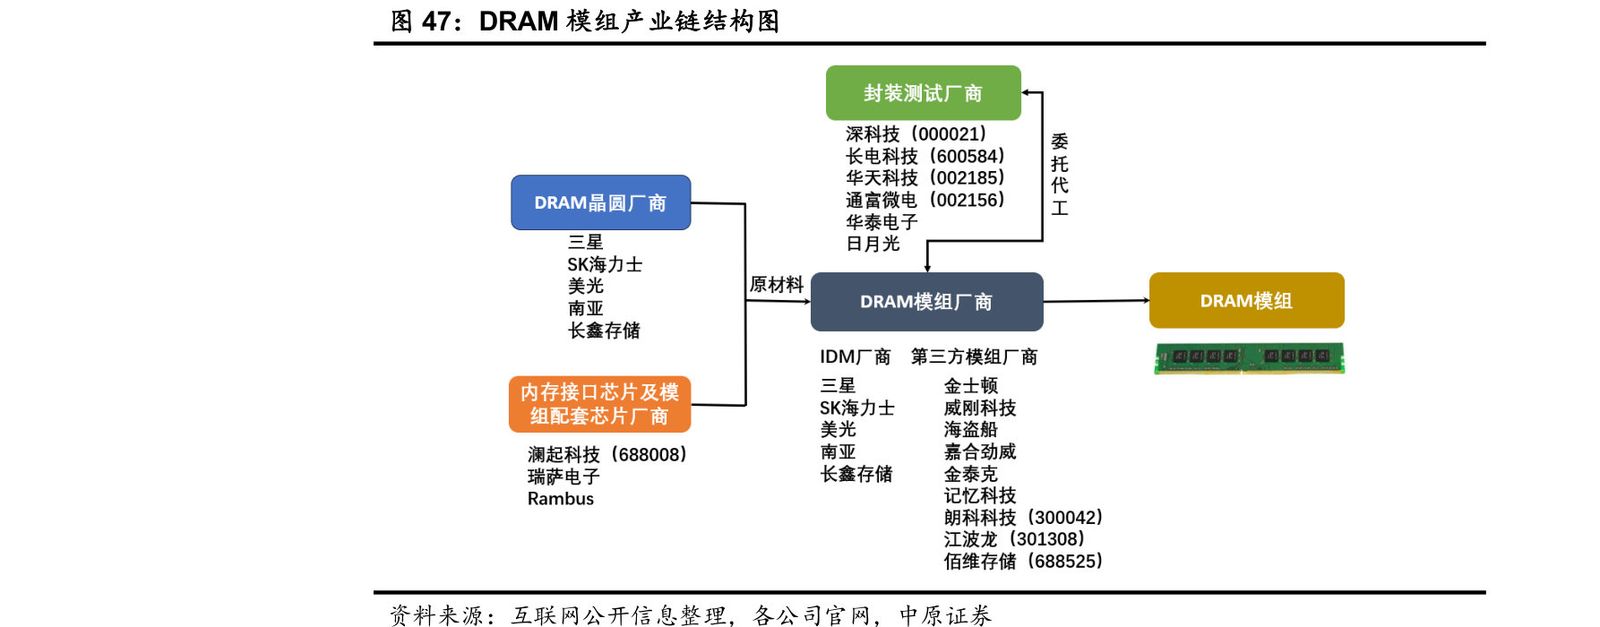 图 47：DRAM 模组产业链结构图
封装测试厂商
深科技（000021）
长电科技（600584）
华天科技（002185）
通富微电（002156）
华泰电子
日月光
委托代工
DRAM晶圆厂商
三星
SK海力士
美光
南亚
长鑫存储
内存接口芯片及模
组配套芯片厂商
澜起科技（688008）
瑞萨电子
Rambus
原材料
DRAM模组厂商
IDM厂商
三星
SK海力士
美光
南亚
长鑫存储
第三方模组厂商
金士顿
威刚科技
海盗船
嘉合劲威
金泰克
记忆科技
朗科科技（300042）
江波龙（301308）
佰维存储（688525）
DRAM模组
资料来源：互联网公开信息整理，各公司官网，中原证券